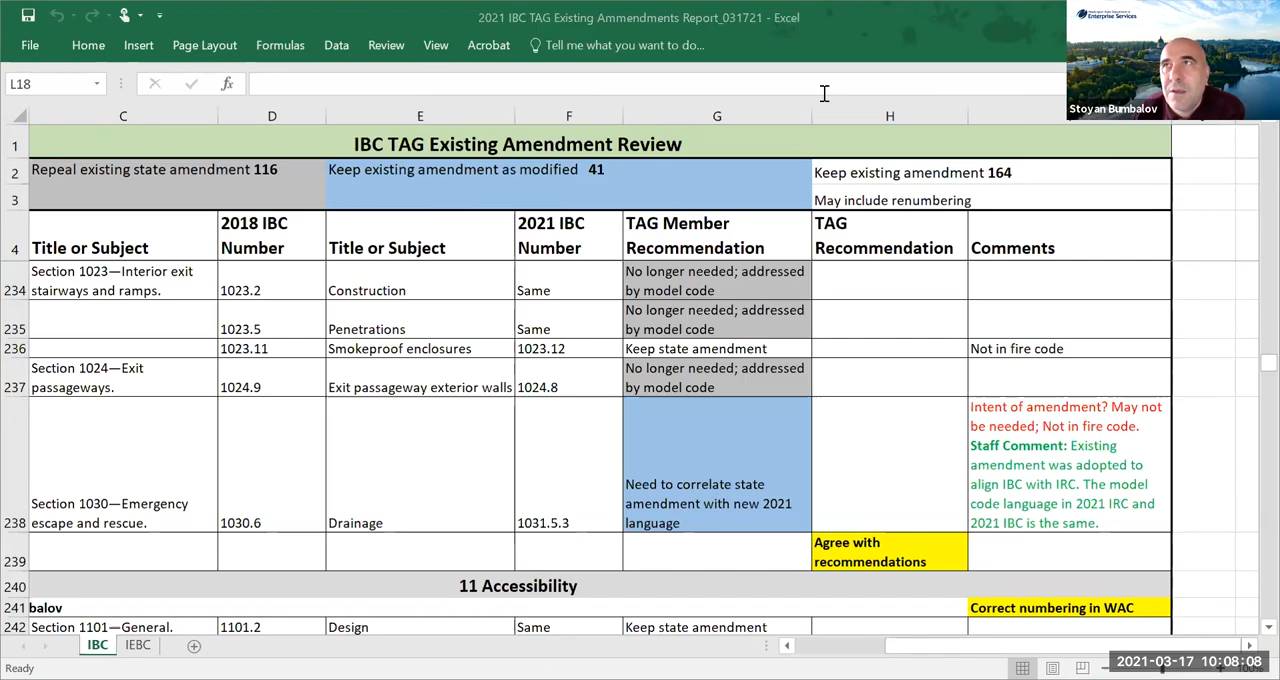 2021 IBC TAG Existing Ammendments Report_031721 - Excel
File Home Insert Page Layout Formulas Data Review View Acrobat Tell me what you want to do...
Enterprise Services
Stoyan Bumbalov
L18 fx
C D E F G H
1 IBC TAG Existing Amendment Review
2 Repeal existing state amendment 116 Keep existing amendment as modified 41 Keep existing amendment 164
3 May include renumbering
2018 IBC 2021 IBC TAG Member TAG
4 Title or Subject Number Title or Subject Number Recommendation Recommendation Comments
Section 1023—Interior exit No longer needed; addressed
234 stairways and ramps. 1023.2 Construction Same by model code
No longer needed; addressed
235 1023.5 Penetrations Same by model code
236 1023.11 Smokeproof enclosures 1023.12 Keep state amendment Not in fire code
Section 1024—Exit No longer needed; addressed
237 passageways. 1024.9 Exit passageway exterior walls 1024.8 by model code
Intent of amendment? May not
be needed; Not in fire code.
Staff Comment: Existing
amendment was adopted to
Need to correlate state align IBC with IRC. The model
Section 1030—Emergency amendment with new 2021 code language in 2021 IRC and
238 escape and rescue. 1030.6 Drainage 1031.5.3 language 2021 IBC is the same.
Agree with
239 recommendations
240 11 Accessibility
241 balov Correct numbering in WAC
242 Section 1101—General. 1101.2 Design Same Keep state amendment
IBC IEBC
Ready
2021-03-17 10:08:08